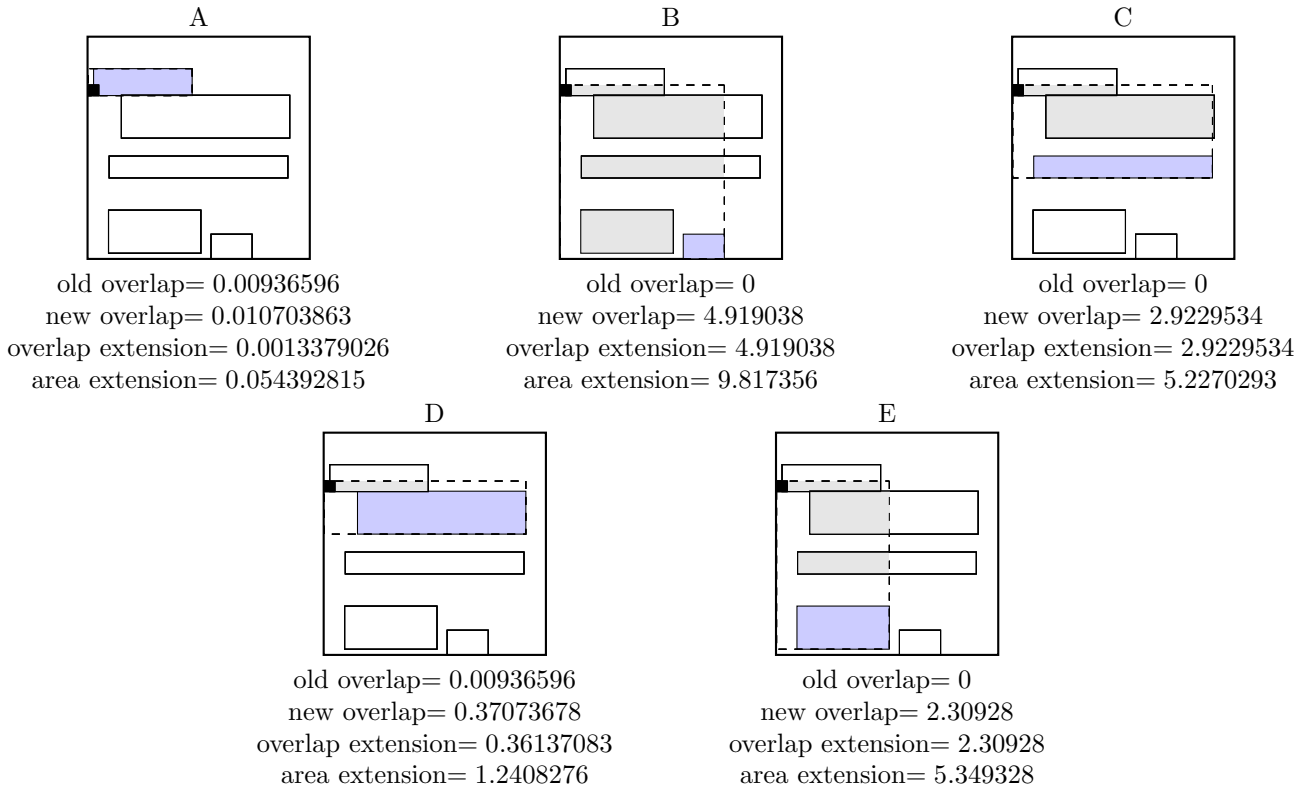 A
old overlap= 0.00936596
new overlap= 0.010703863
overlap extension= 0.0013379026
area extension= 0.054392815
B
old overlap= 0
new overlap= 4.919038
overlap extension= 4.919038
area extension= 9.817356
C
old overlap= 0
new overlap= 2.9229534
overlap extension= 2.9229534
area extension= 5.2270293
D
old overlap= 0.00936596
new overlap= 0.37073678
overlap extension= 0.36137083
area extension= 1.2408276
E
old overlap= 0
new overlap= 2.30928
overlap extension= 2.30928
area extension= 5.349328